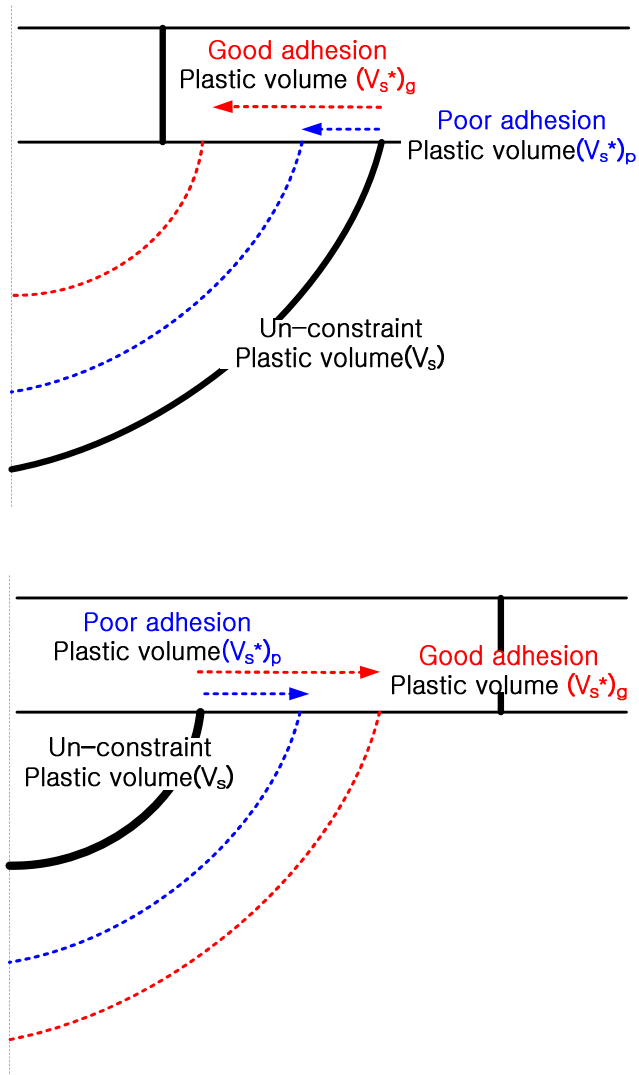 Good adhesion
Plastic volume (Vs*)g
Poor adhesion
Plastic volume(Vs*)p
Un-constraint
Plastic volume(Vs)
Poor adhesion
Plastic volume(Vs*)p
Good adhesion
Plastic volume (Vs*)g
Un-constraint
Plastic volume(Vs)